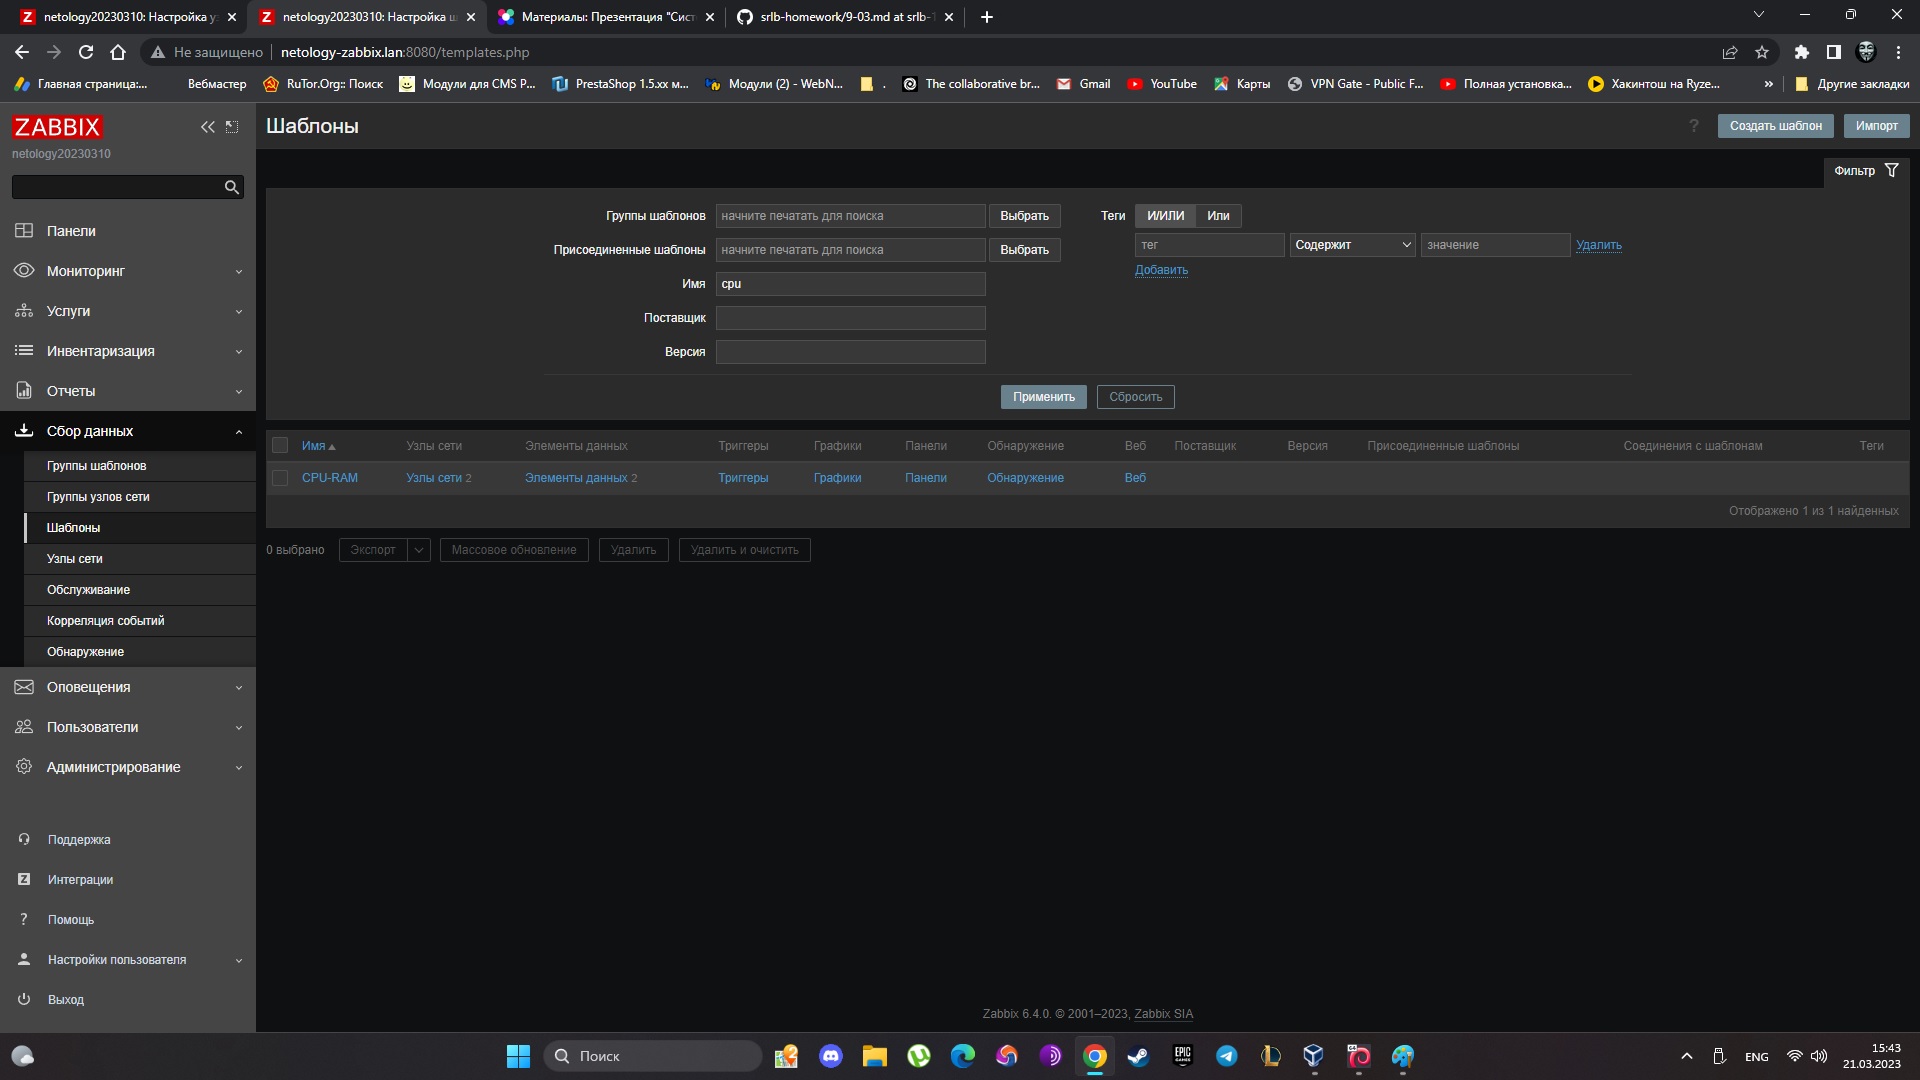 netology20230310: Настройка у
netology20230310: Настройка ш
Материалы: Презентация "Сист
srlb-homework/9-03.md at srlb-
Не защищено
netology-zabbix.lan:8080/templates.php
Главная страница:...
Вебмастер
RuTor.Org:: Поиск
Модули для CMS P...
PrestaShop 1.5.xx м...
Модули (2) - WebN...
.
The collaborative br...
Gmail
YouTube
Карты
VPN Gate - Public F...
Полная установка...
Хакинтош на Ryze...
»
Другие закладки
ZABBIX
netology20230310
Шаблоны
?
Создать шаблон
Импорт
Фильтр
Панели
Мониторинг
Услуги
Инвентаризация
Отчеты
Сбор данных
Группы шаблонов
Группы узлов сети
Шаблоны
Узлы сети
Обслуживание
Корреляция событий
Обнаружение
Оповещения
Пользователи
Администрирование
Поддержка
Z Интеграции
? Помощь
Настройки пользователя
Выход
Группы шаблонов начните печатать для поиска Выбрать
Теги И/ИЛИ Или
Присоединенные шаблоны начните печатать для поиска Выбрать
тег Содержит значение Удалить
Добавить
Имя cpu
Поставщик
Версия
Применить Сбросить
Имя Узлы сети Элементы данных Триггеры Графики Панели Обнаружение Веб Поставщик Версия Присоединенные шаблоны Соединения с шаблонам Теги
CPU-RAM Узлы сети 2 Элементы данных 2 Триггеры Графики Панели Обнаружение Веб
Отображено 1 из 1 найденных
0 выбрано Экспорт Массовое обновление Удалить Удалить и очистить
Zabbix 6.4.0. © 2001–2023, Zabbix SIA
Поиск
EPIC GAMES
ENG
15:43
21.03.2023